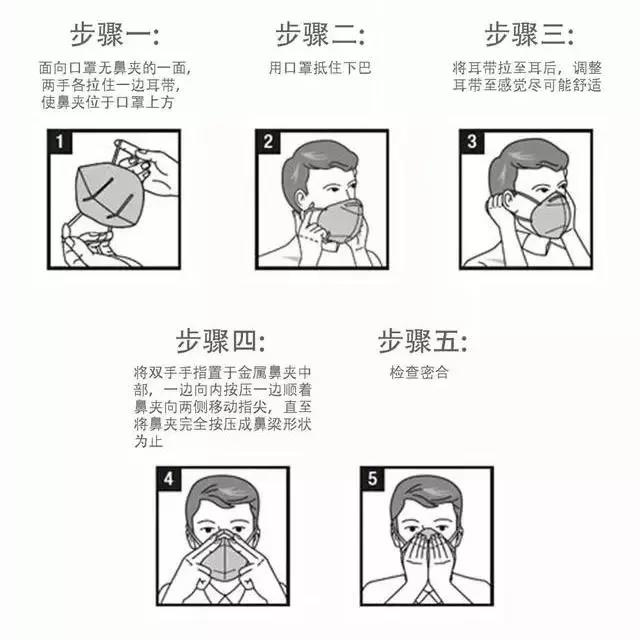 步骤一:
面向口罩无鼻夹的一面,
两手各拉住一边耳带,
使鼻夹位于口罩上方
1
步骤二:
用口罩抵住下巴
2
步骤三:
将耳带拉至耳后，调整
耳带至感觉尽可能舒适
3
步骤四:
将双手手指置于金属鼻夹中
部，一边向内按压一边顺着
鼻夹向两侧移动指尖，直至
将鼻夹完全按压成鼻梁形状
为止
4
步骤五:
检查密合
5